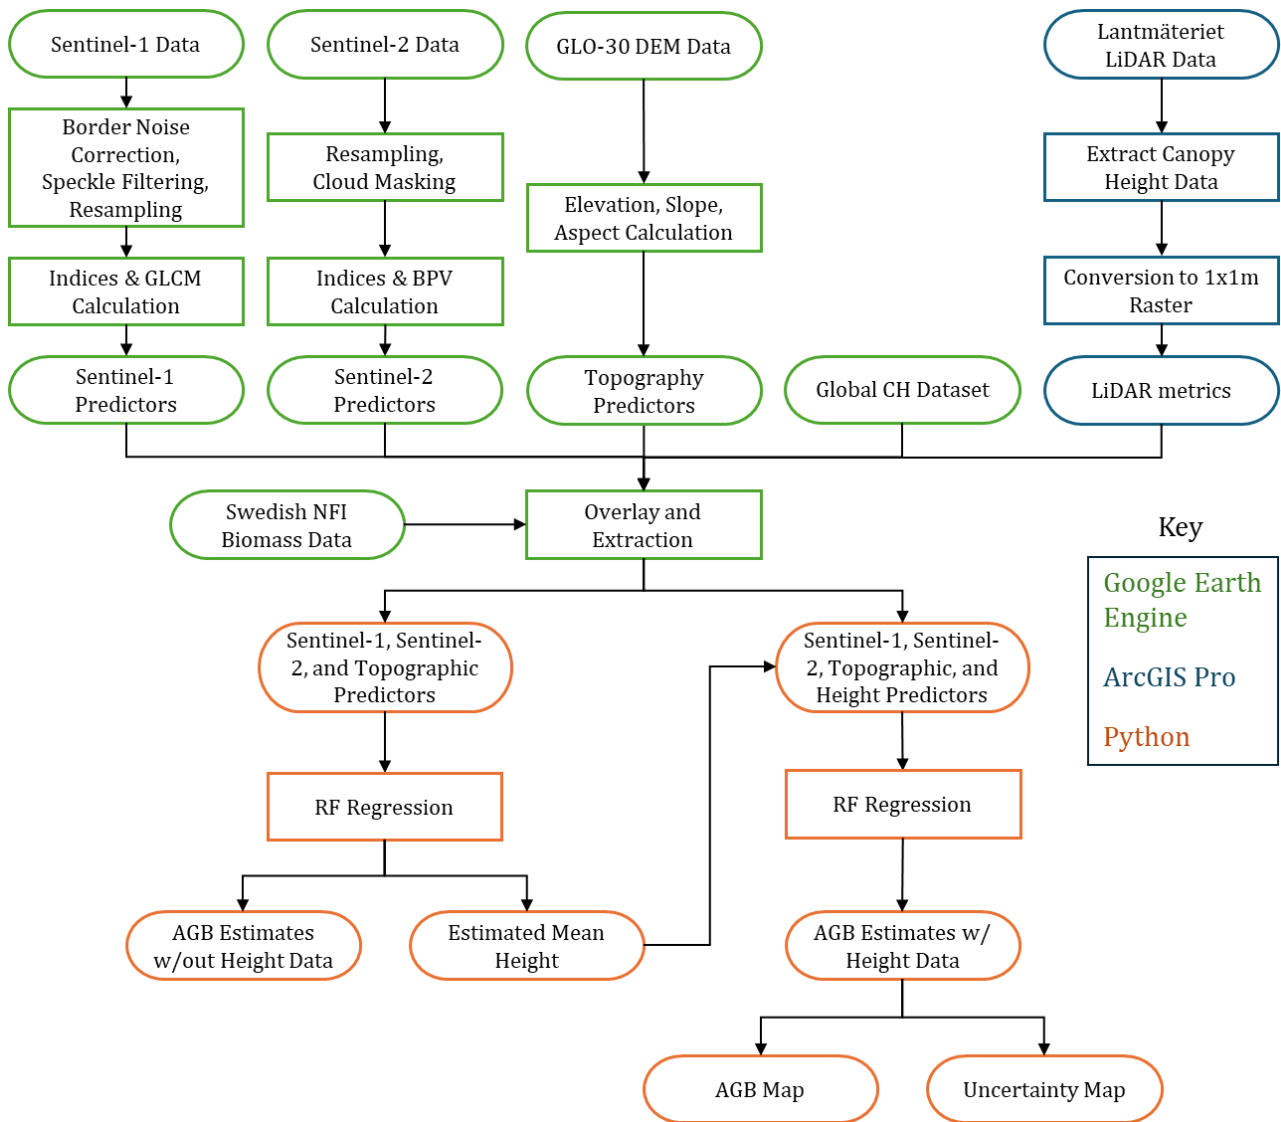 Sentinel-1 Data
Sentinel-2 Data
GLO-30 DEM Data
Lantmäteriet
LiDAR Data
Border Noise
Correction,
Speckle Filtering,
Resampling
Resampling,
Cloud Masking
Elevation, Slope,
Aspect Calculation
Extract Canopy
Height Data
Indices & GLCM
Calculation
Indices & BPV
Calculation
Conversion to 1x1m
Raster
Sentinel-1
Predictors
Sentinel-2
Predictors
Topography
Predictors
Global CH Dataset
LiDAR metrics
Swedish NFI
Biomass Data
Overlay and
Extraction
Key
Google Earth
Engine
ArcGIS Pro
Python
Sentinel-1, Sentinel-
2, and Topographic
Predictors
Sentinel-1, Sentinel-
2, Topographic, and
Height Predictors
RF Regression
RF Regression
AGB Estimates
w/out Height Data
Estimated Mean
Height
AGB Estimates w/
Height Data
AGB Map
Uncertainty Map